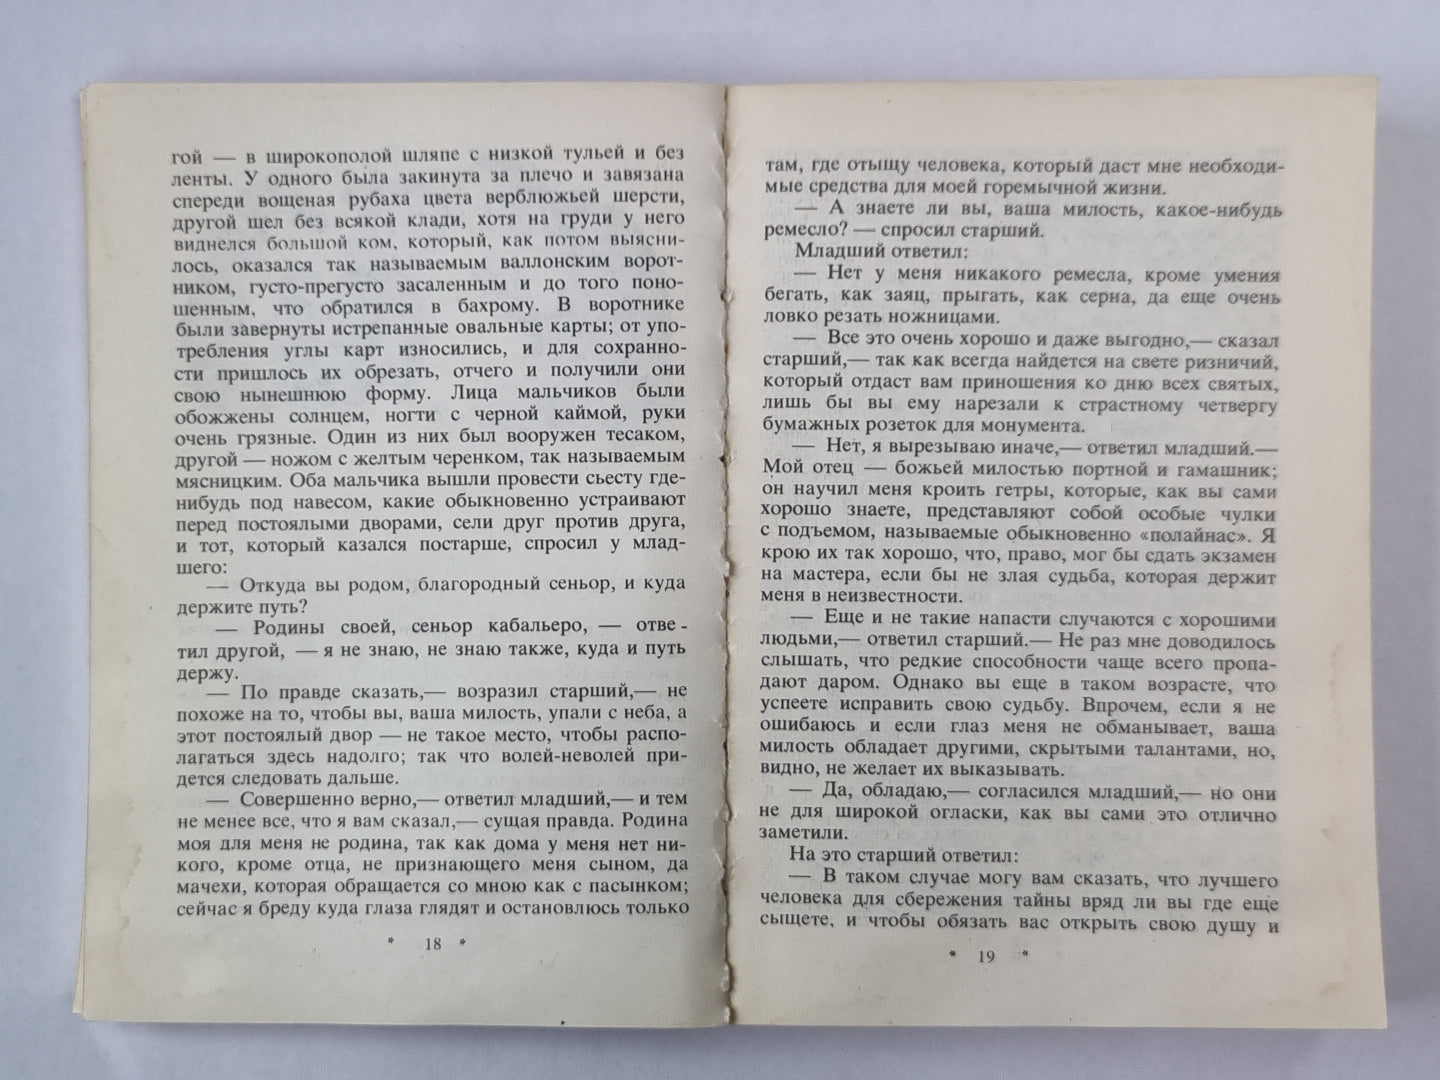 гой — в широкополой шляпе с низкой тульей и без
ленты. У одного была закинута за плечо и завязана
спереди вощеная рубаха цвета верблюжьей шерсти,
другой шел без всякой клади, хотя на груди у него
виднелся большой ком, который, как потом выясни-
лось, оказался так называемым валлонским ворот-
ником, густо-прегусто засаленным и до того поно-
шенным, что обратился в бахрому. В воротнике
были завернуты истрепанные овальные карты; от упо-
требления углы карт износились, и для сохранно-
сти пришлось их обрезать, отчего и получили они
свою нынешнюю форму. Лица мальчиков были
обожжены солнцем, ногти с черной каймой, руки
очень грязные. Один из них был вооружен тесаком,
другой — ножом с желтым черенком, так называемым
мясницким. Оба мальчика вышли провести сьесту где-
нибудь под навесом, какие обыкновенно устраивают
перед постоялыми дворами, сели друг против друга,
и тот, который казался постарше, спросил у млад-
шего:
— Откуда вы родом, благородный сеньор, и куда
держите путь?
— Родины своей, сеньор кабальеро, — отве-
тил другой, — я не знаю, не знаю также, куда и путь
держу.
— По правде сказать,— возразил старший,— не
похоже на то, чтобы вы, ваша милость, упали с неба, а
этот постоялый двор — не такое место, чтобы распо-
лагаться здесь надолго; так что волей-неволей при-
дется следовать дальше.
— Совершенно верно,— ответил младший,— и тем
не менее все, что я вам сказал,— сущая правда. Родина
моя для меня не родина, так как дома у меня нет ни-
кого, кроме отца, не признающего меня сыном, да
мачехи, которая обращается со мною как с пасынком;
сейчас я бреду куда глаза глядят и остановлюсь только
* 18 *
там, где отыщу человека, который даст мне необходи-
мые средства для моей горемычной жизни.
— А знаете ли вы, ваша милость, какое-нибудь
ремесло? — спросил старший.
Младший ответил:
— Нет у меня никакого ремесла, кроме умения
бегать, как заяц, прыгать, как серна, да еще очень
ловко резать ножницами.
— Все это очень хорошо и даже выгодно,— сказал
старший,— так как всегда найдется на свете ризничий,
который отдаст вам приношения ко дню всех святых,
лишь бы вы ему нарезали к страстному четвергу
бумажных розеток для монумента.
— Нет, я вырезываю иначе,— ответил младший.—
Мой отец — божьей милостью портной и гамашник;
он научил меня кроить гетры, которые, как вы сами
хорошо знаете, представляют собой особые чулки
с подъемом, называемые обыкновенно «полайнас». Я
крою их так хорошо, что, право, мог бы сдать экзамен
на мастера, если бы не злая судьба, которая держит
меня в неизвестности.
— Еще и не такие напасти случаются с хорошими
людьми,— ответил старший.— Не раз мне доводилось
слышать, что редкие способности чаще всего пропа-
дают даром. Однако вы еще в таком возрасте, что
успеете исправить свою судьбу. Впрочем, если я не
ошибаюсь и если глаз меня не обманывает, ваша
милость обладает другими, скрытыми талантами, но,
видно, не желает их выказывать.
— Да, обладаю,— согласился младший,— но они
не для широкой огласки, как вы сами это отлично
заметили.
На это старший ответил:
— В таком случае могу вам сказать, что лучшего
человека для сбережения тайны вряд ли вы где еще
сыщете, и чтобы обязать вас открыть свою душу и
* 19 *